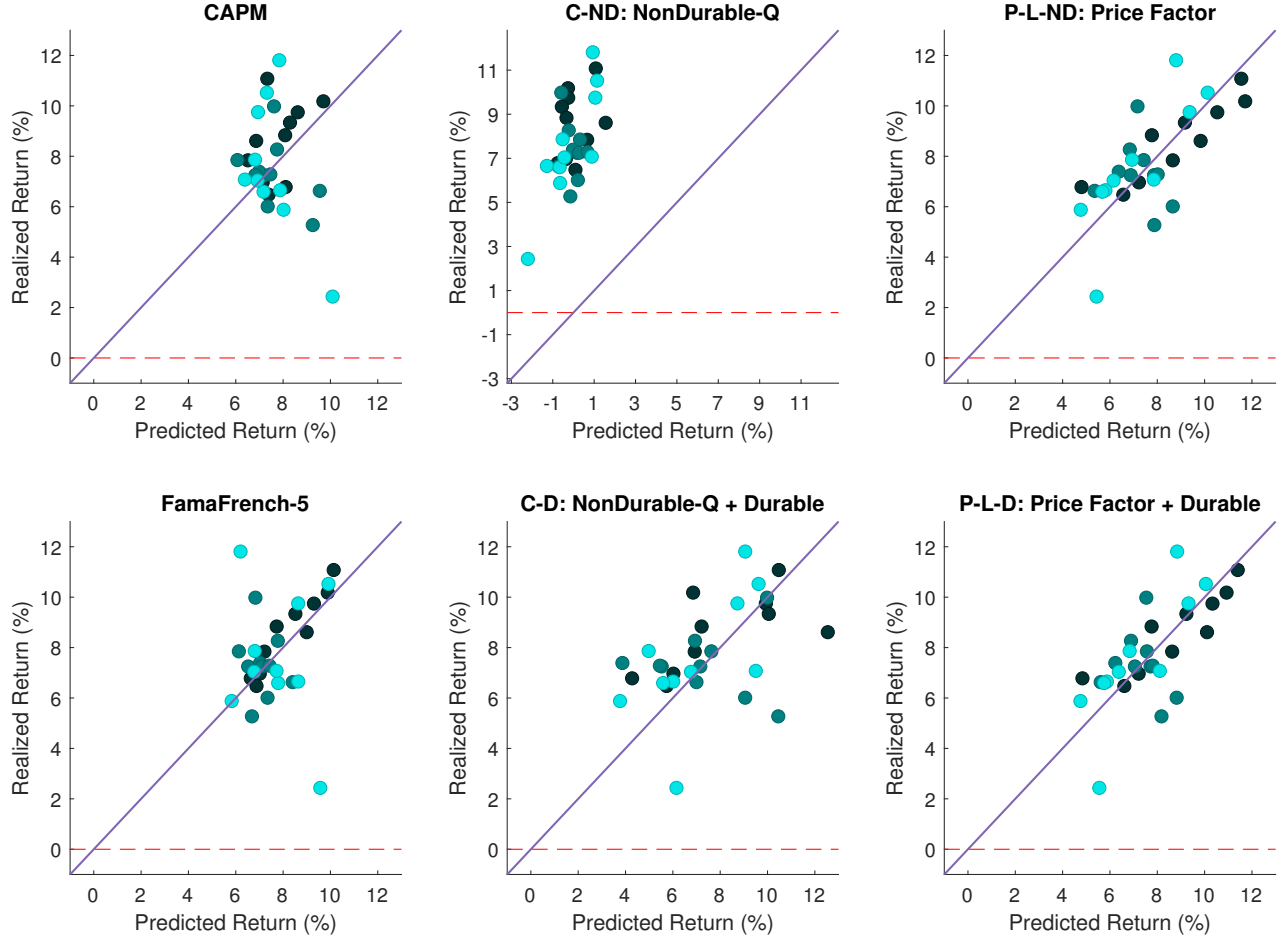 CAPM
Realized Return (%)
12
10
8
6
4
2
0
0 2 4 6 8 10 12
Predicted Return (%)
C-ND: NonDurable-Q
Realized Return (%)
11
9
7
5
3
1
-1
-3
-3 -1 1 3 5 7 9 11
Predicted Return (%)
P-L-ND: Price Factor
Realized Return (%)
12
10
8
6
4
2
0
0 2 4 6 8 10 12
Predicted Return (%)
FamaFrench-5
Realized Return (%)
12
10
8
6
4
2
0
0 2 4 6 8 10 12
Predicted Return (%)
C-D: NonDurable-Q + Durable
Realized Return (%)
12
10
8
6
4
2
0
0 2 4 6 8 10 12
Predicted Return (%)
P-L-D: Price Factor + Durable
Realized Return (%)
12
10
8
6
4
2
0
0 2 4 6 8 10 12
Predicted Return (%)